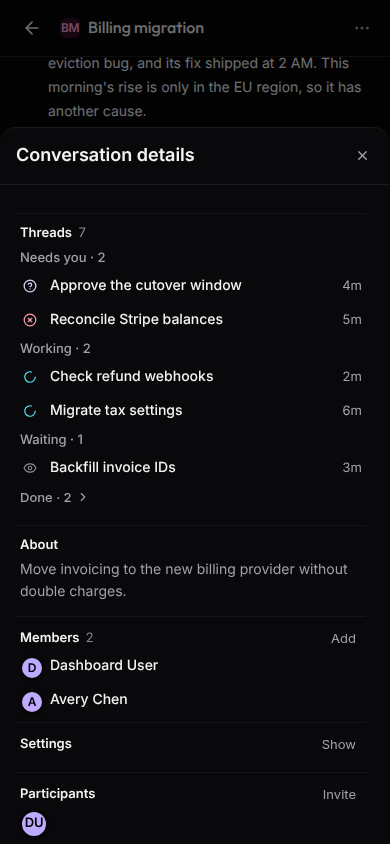 BM Billing migration
eviction bug, and its fix shipped at 2 AM. This
morning's rise is only in the EU region, so it has
another cause.
Conversation details
Threads 7
Needs you · 2
Approve the cutover window 4m
Reconcile Stripe balances 5m
Working · 2
Check refund webhooks 2m
Migrate tax settings 6m
Waiting · 1
Backfill invoice IDs 3m
Done · 2
About
Move invoicing to the new billing provider without
double charges.
Members 2 Add
D Dashboard User
A Avery Chen
Settings Show
Participants Invite
DU